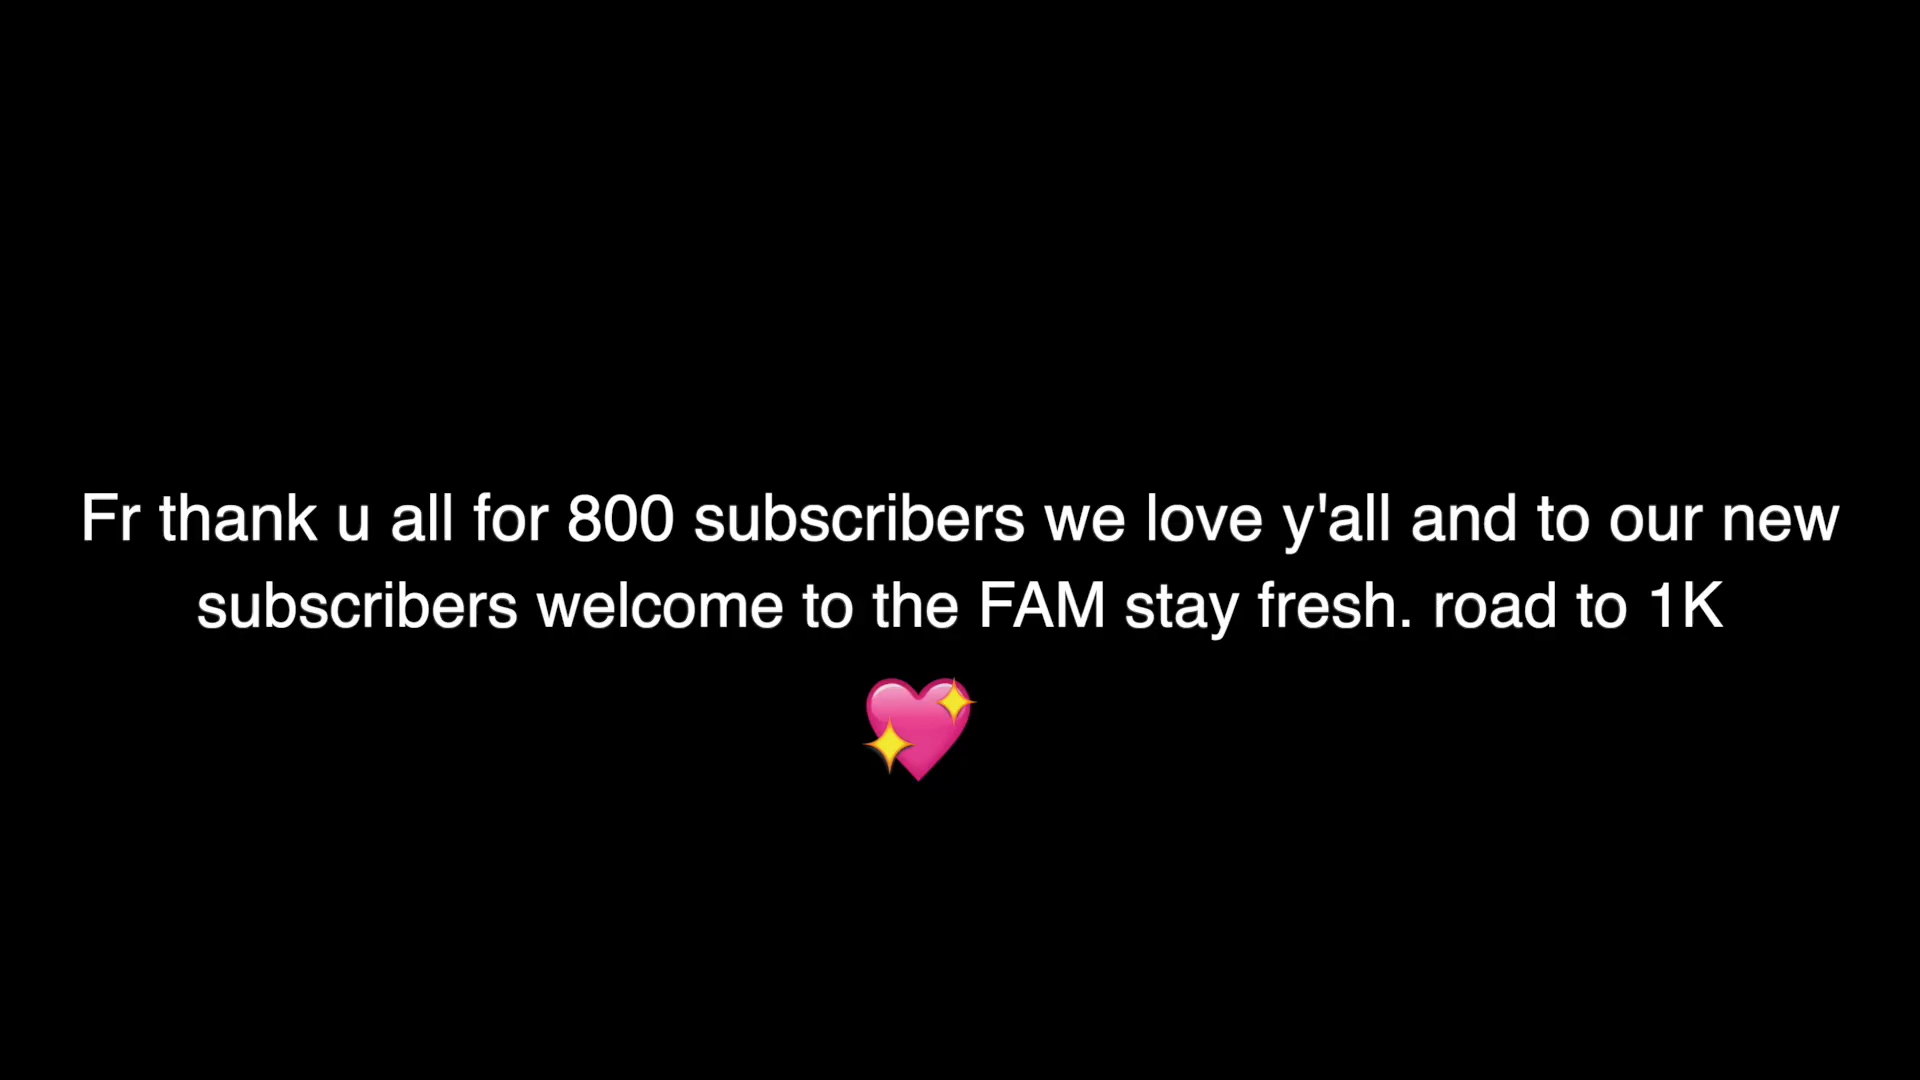 Fr thank u all for 800 subscribers we love y'all and to our new
subscribers welcome to the FAM stay fresh. road to 1K
💖